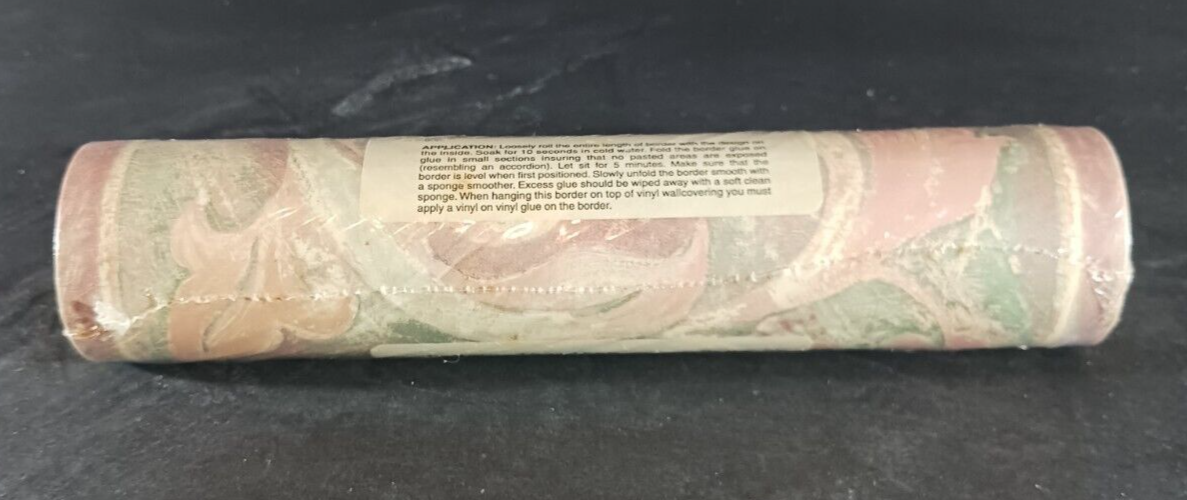 APPLICATION: Loosely roll the entire length of border with the design on
the inside. Soak for 10 seconds in cold water. Fold the border glue on
glue in small sections insuring that no pasted areas are exposed
(resembling an accordion). Let sit for 5 minutes. Make sure that the
border is level when first positioned. Slowly unfold the border smooth with
a sponge smoother. Excess glue should be wiped away with a soft clean
sponge. When hanging this border on top of vinyl wallcovering you must
apply a vinyl on vinyl glue on the border.